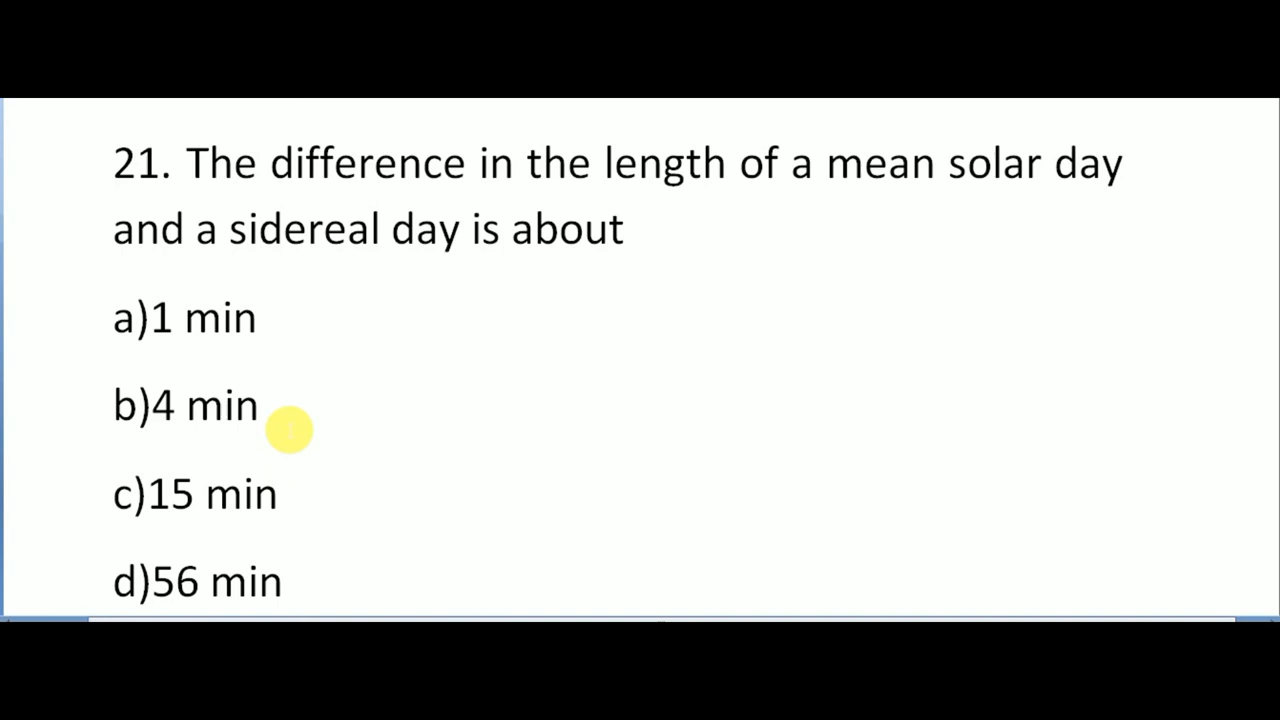 21. The difference in the length of a mean solar day
and a sidereal day is about
a)1 min
b)4 min
c)15 min
d)56 min